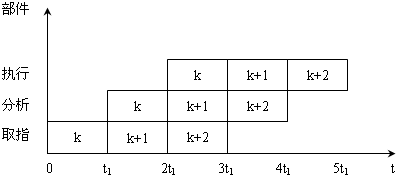 部件
执行 k k+1 k+2
分析 k k+1 k+2
取指 k k+1 k+2
0 t₁ 2t₁ 3t₁ 4t₁ 5t₁ t